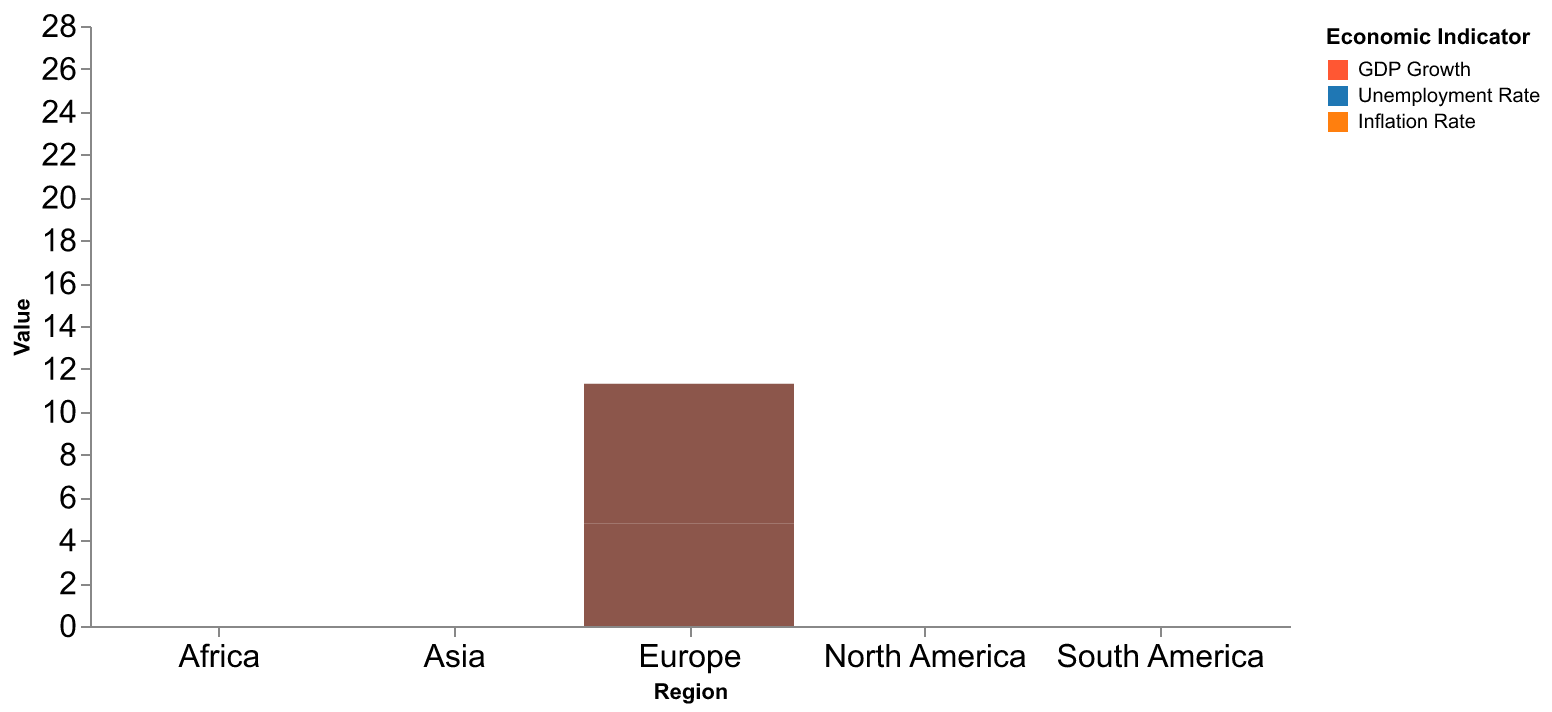 28
26
24
22
20
18
16
14
12
10
8
6
4
2
0
Value
Africa
Asia
Europe
North America
South America
Region
Economic Indicator
GDP Growth
Unemployment Rate
Inflation Rate